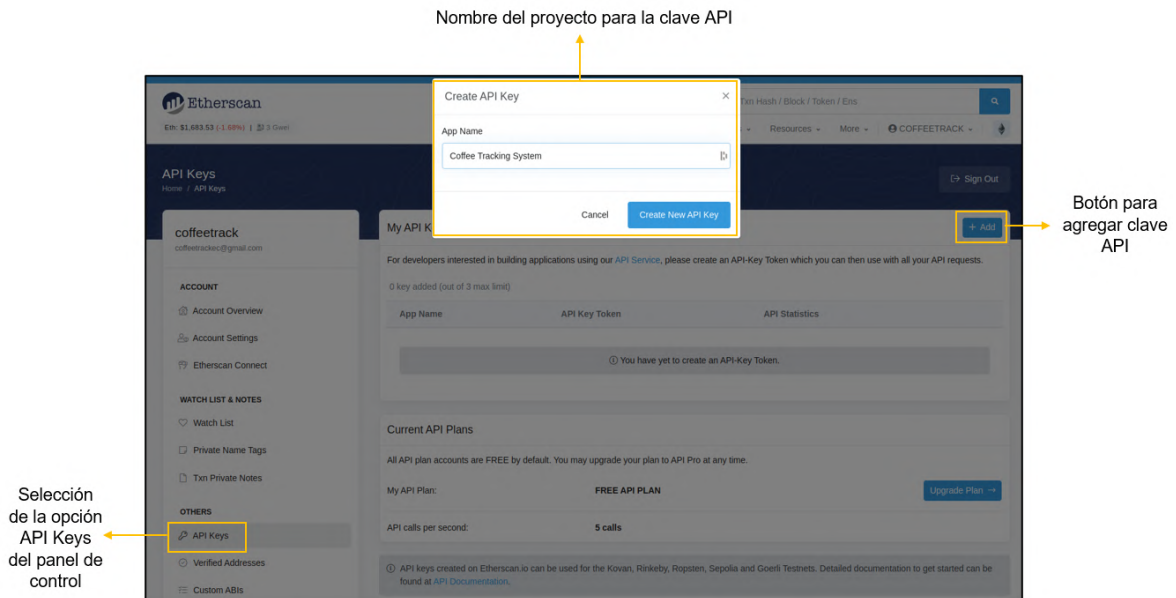 Nombre del proyecto para la clave API
Etherscan
Create API Key
×
Txn Hash / Block / Token / Ens
Eth: $1,683.53 (-1.68%) | 3 Gwei
App Name
Resources
More
COFFEETRACK
Coffee Tracking System
API Keys
Home / API Keys
Sign Out
Cancel
Create New API Key
Botón para
agregar clave
API
coffeetrack
coffeetrackec@gmail.com
My API K
+ Add
For developers interested in building applications using our API Service, please create an API-Key Token which you can then use with all your API requests.
ACCOUNT
0 key added (out of 3 max limit)
Account Overview
App Name
API Key Token
API Statistics
Account Settings
Etherscan Connect
You have yet to create an API-Key Token.
WATCH LIST & NOTES
Watch List
Current API Plans
Private Name Tags
All API plan accounts are FREE by default. You may upgrade your plan to API Pro at any time.
Txn Private Notes
My API Plan:
FREE API PLAN
Upgrade Plan →
Selección
de la opción
API Keys
del panel de
control
OTHERS
API Keys
API calls per second:
5 calls
Verified Addresses
API keys created on Etherscan.io can be used for the Kovan, Rinkeby, Ropsten, Sepolia and Goerli Testnets. Detailed documentation to get started can be
found at API Documentation.
Custom ABIs